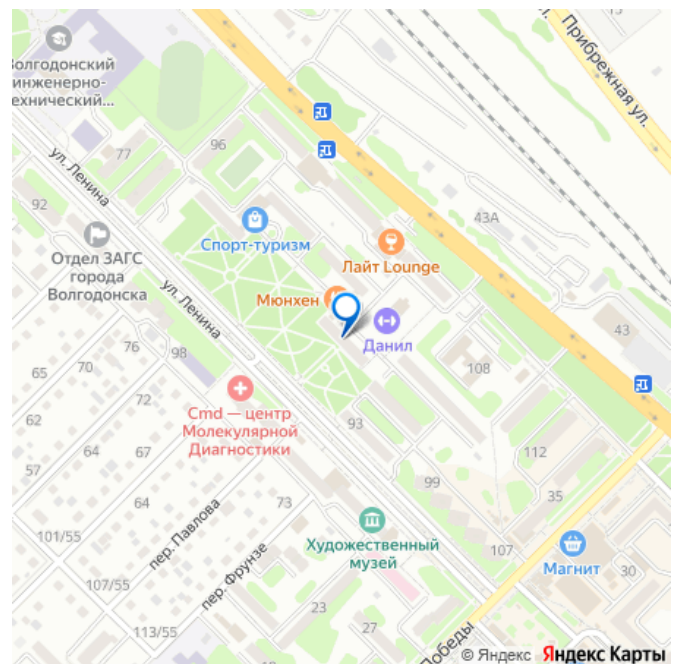 13
Прибрежная ул.
Волгодонский
инженерно-
технический...
77
96
ул. Ленина
92
43А
Отдел ЗАГС
города
Волгодонска
Спорт-туризм
Лайт Lounge
Мюнхен
ул. Ленина
Данил
43
76
98
65
70
108
72
Cmd — центр
Молекулярной
Диагностики
62
93
64
67
112
57
99
64
73
35
101/55
пер. Павлова
Художественный
музей
107
Магнит
30
107/55
пер. Фрунзе
23
113/55
27
Победы
© Яндекс Яндекс Карты